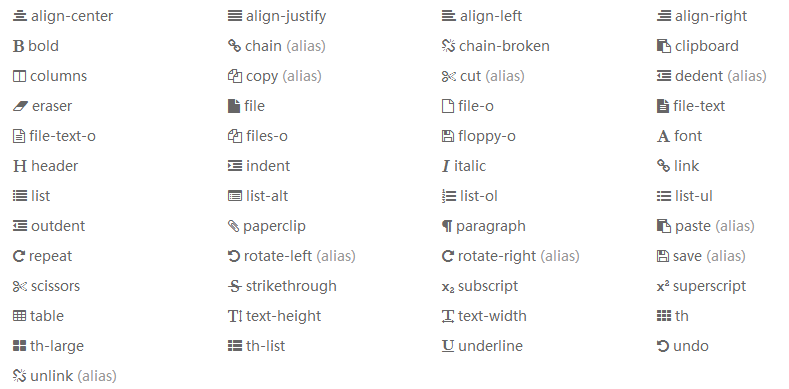 align-center align-justify align-left align-right
bold chain (alias) chain-broken clipboard
columns copy (alias) cut (alias) dedent (alias)
eraser file file-o file-text
file-text-o files-o floppy-o font
header indent italic link
list list-alt list-ol list-ul
outdent paperclip paragraph paste (alias)
repeat rotate-left (alias) rotate-right (alias) save (alias)
scissors strikethrough subscript superscript
table text-height text-width th
th-large th-list underline undo
unlink (alias)